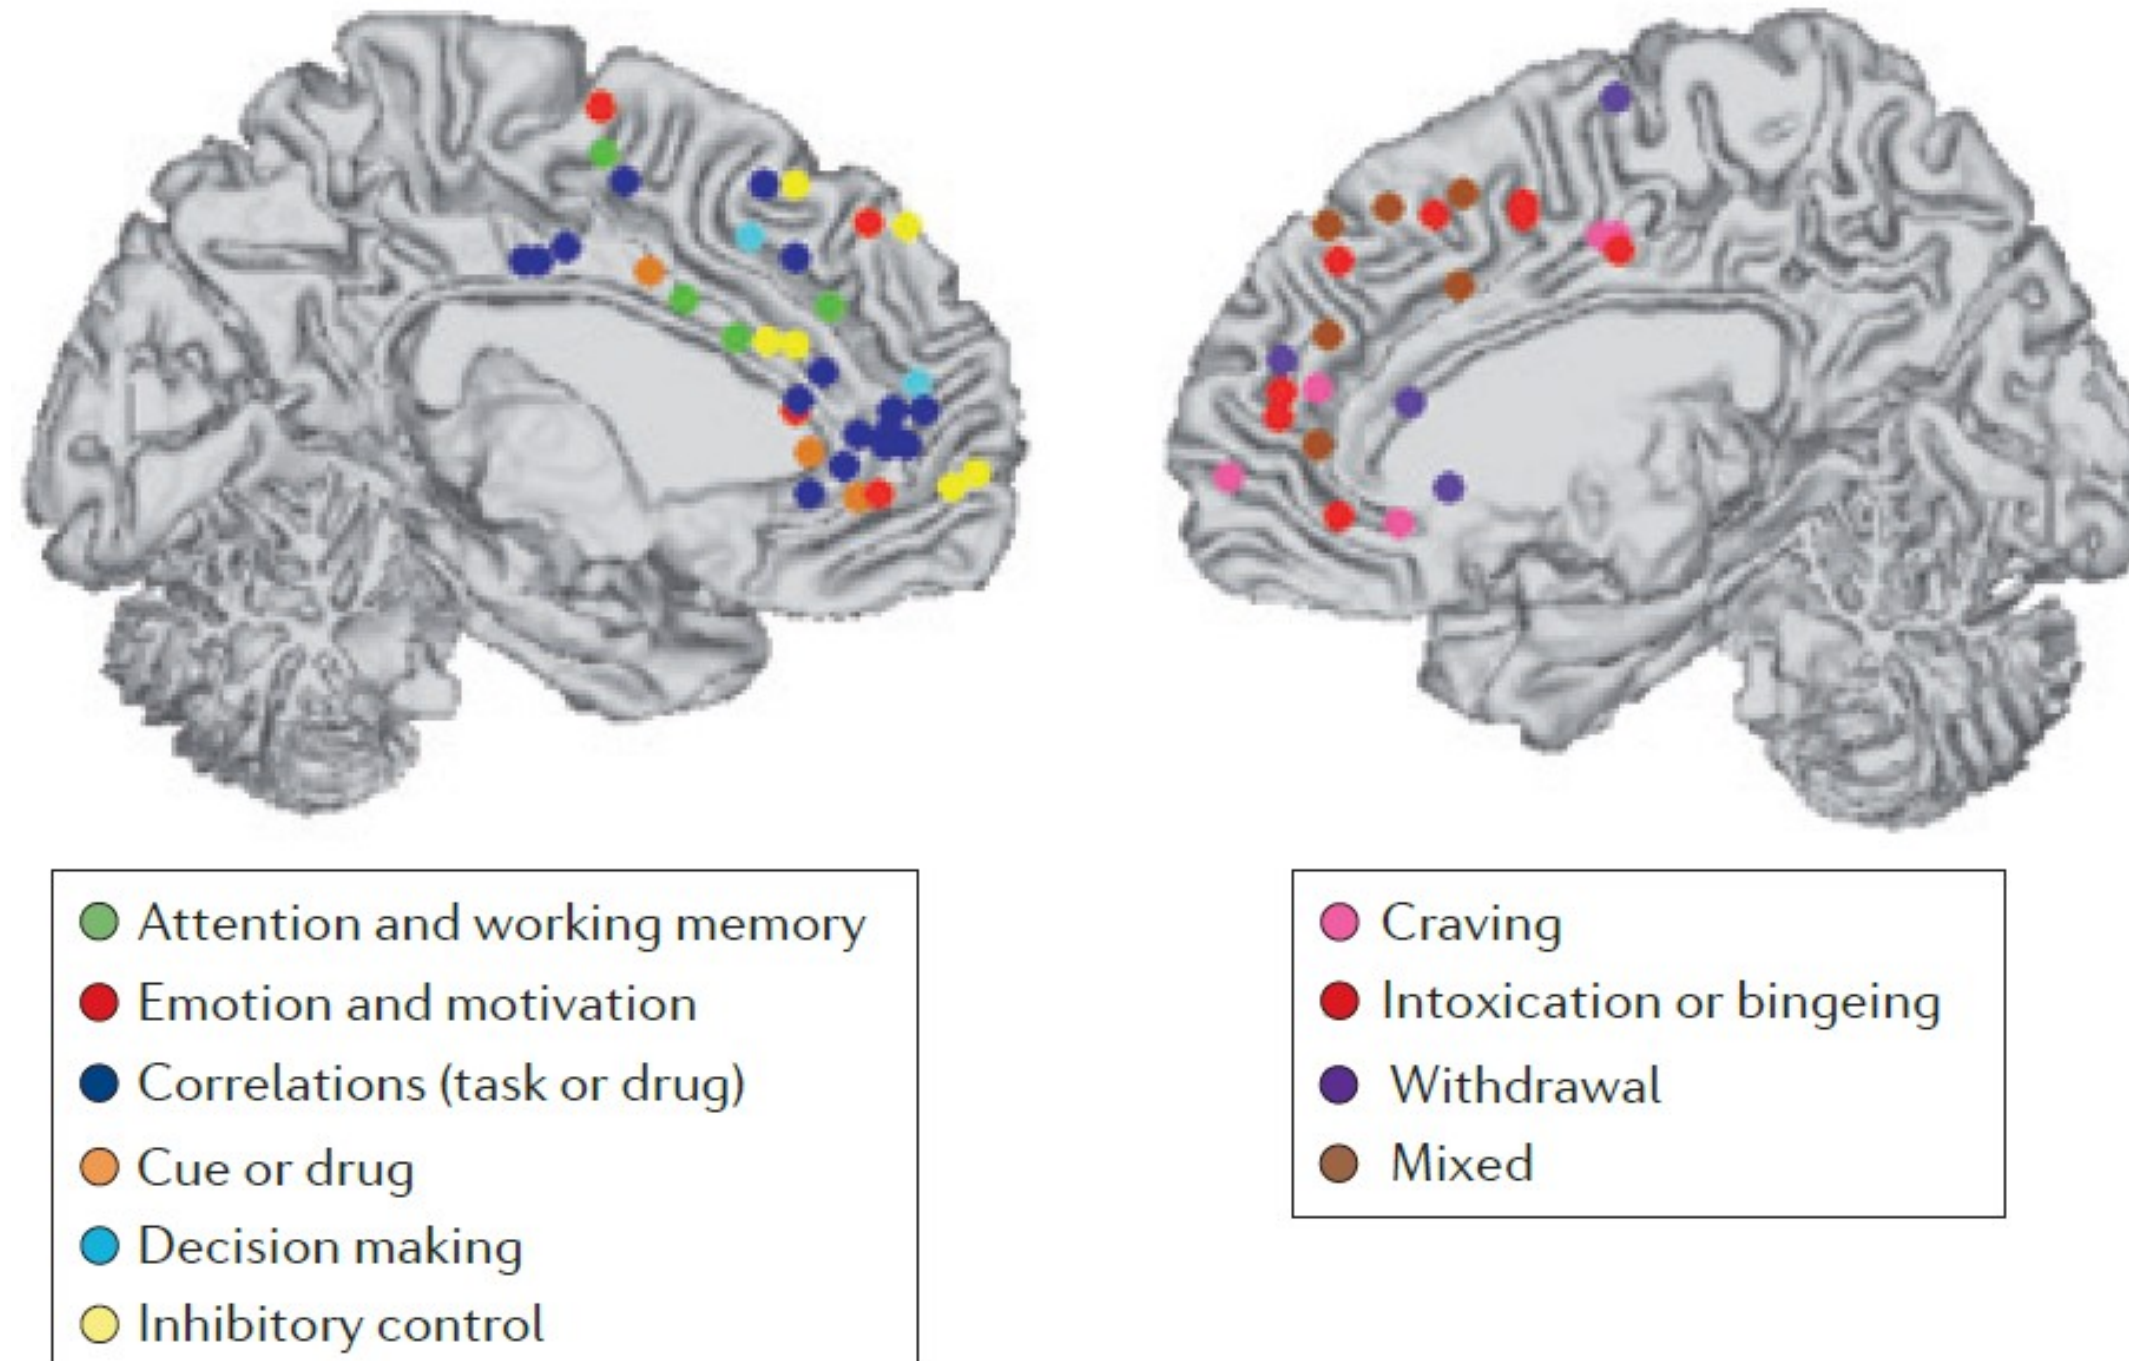 Attention and working memory
Emotion and motivation
Correlations (task or drug)
Cue or drug
Decision making
Inhibitory control
Craving
Intoxication or bingeing
Withdrawal
Mixed